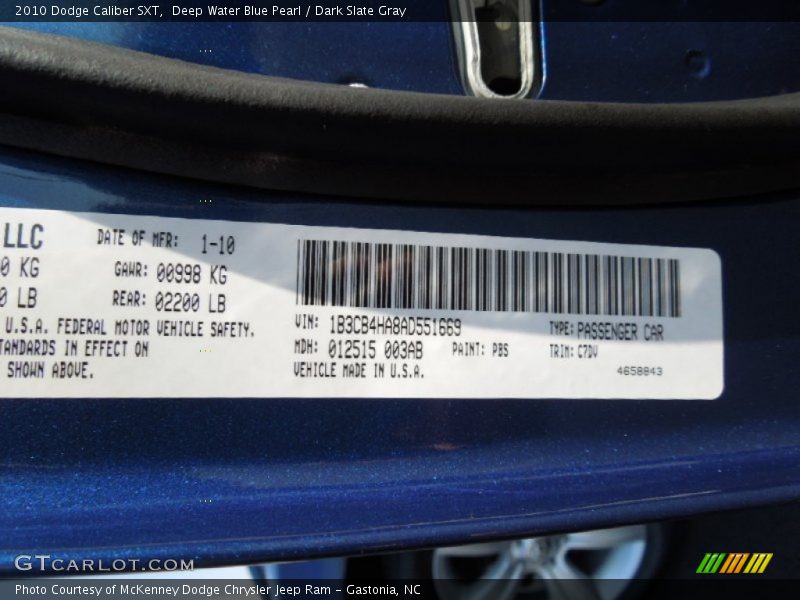 2010 Dodge Caliber SXT, Deep Water Blue Pearl / Dark Slate Gray
LLC
DATE OF MFR: 1-10
0 KG GAWR: 00998 KG
0 LB REAR: 02200 LB
U.S.A. FEDERAL MOTOR VEHICLE SAFETY.
TANDARDS IN EFFECT ON
SHOWN ABOVE.
VIN: 1B3CB4HA8AD551669 TYPE: PASSENGER CAR
MDH: 012515 003AB PAINT: PBS TRIM: C7DV
VEHICLE MADE IN U.S.A. 4658843
GTCARLOT.COM
Photo Courtesy of McKenney Dodge Chrysler Jeep Ram - Gastonia, NC